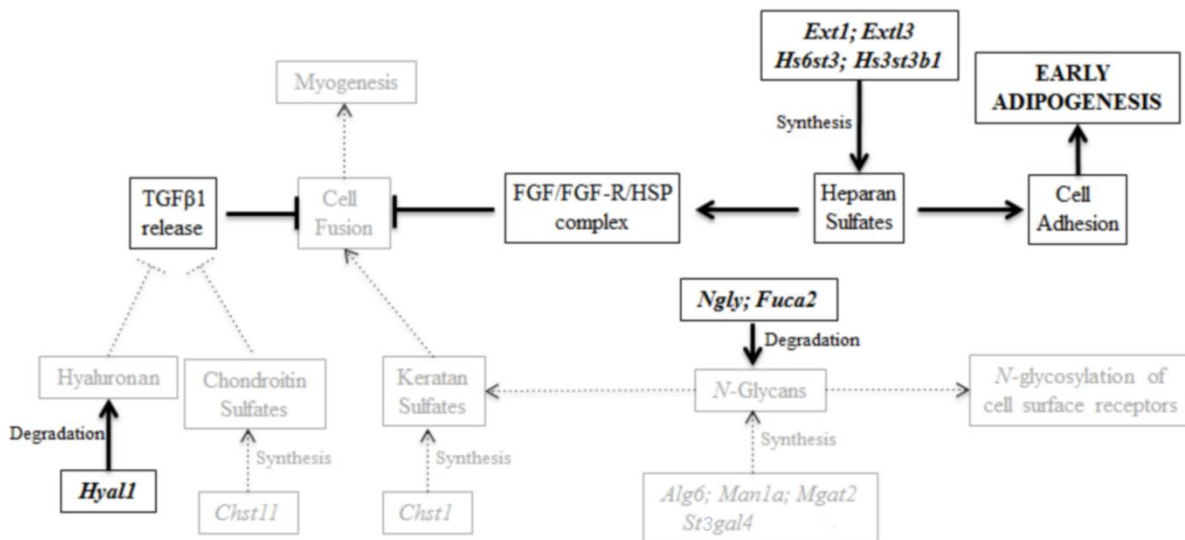 Ext1; Extl3
Hs6st3; Hs3st3b1
EARLY
ADIPOGENESIS
Myogenesis
Synthesis
TGFβ1
release
Cell
Fusion
FGF/FGF-R/HSP
complex
Heparan
Sulfates
Cell
Adhesion
Ngly; Fuca2
Degradation
Hyaluronan
Chondroitin
Sulfates
Keratan
Sulfates
N-Glycans
N-glycosylation of
cell surface receptors
Degradation
Synthesis
Synthesis
Synthesis
Hyal1
Chst11
Chst1
Alg6; Man1a; Mgat2
St3gal4